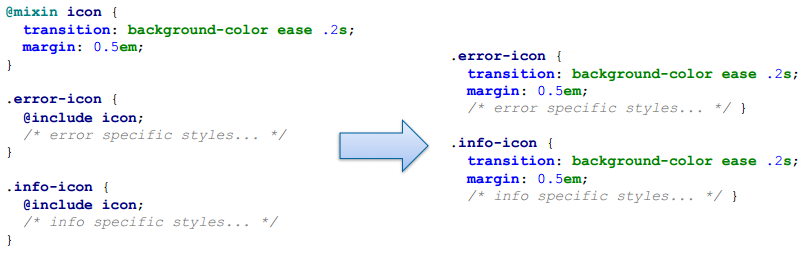 @mixin icon {
  transition: background-color ease .2s;
  margin: 0.5em;
}

.error-icon {
  @include icon;
  /* error specific styles... */
}

.info-icon {
  @include icon;
  /* info specific styles... */
}

.error-icon {
  transition: background-color ease .2s;
  margin: 0.5em;
  /* error specific styles... */ }

.info-icon {
  transition: background-color ease .2s;
  margin: 0.5em;
  /* info specific styles... */ }